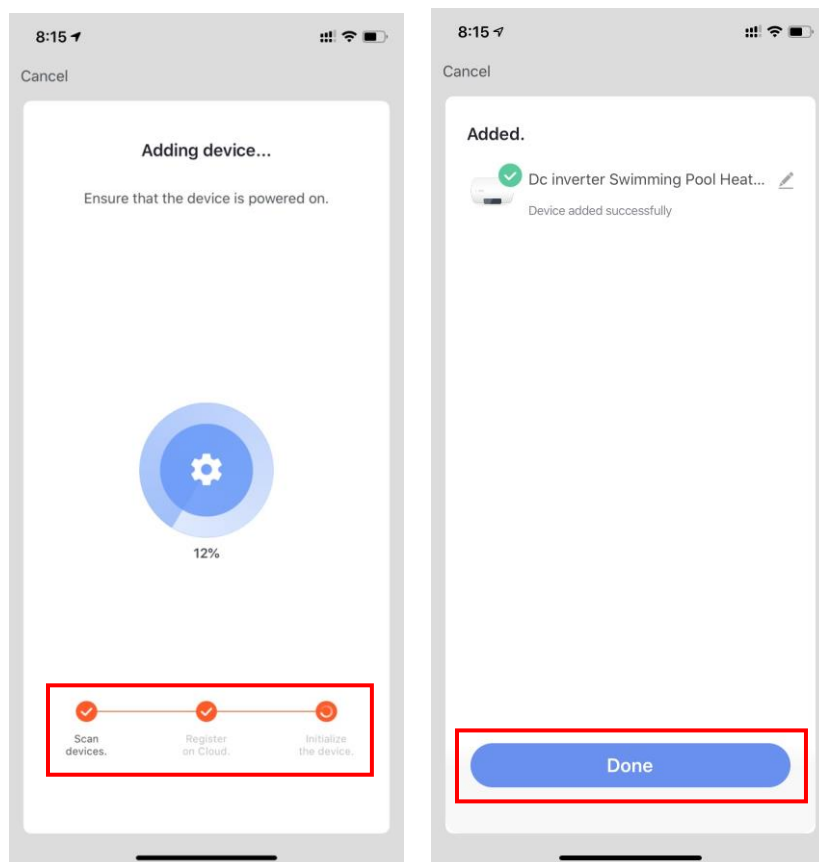 8:15
Cancel
Adding device...
Ensure that the device is powered on.
12%
Scan
devices.
Register
on Cloud.
Initialize
the device.
8:15
Cancel
Added.
Dc inverter Swimming Pool Heat...
Device added successfully
Done